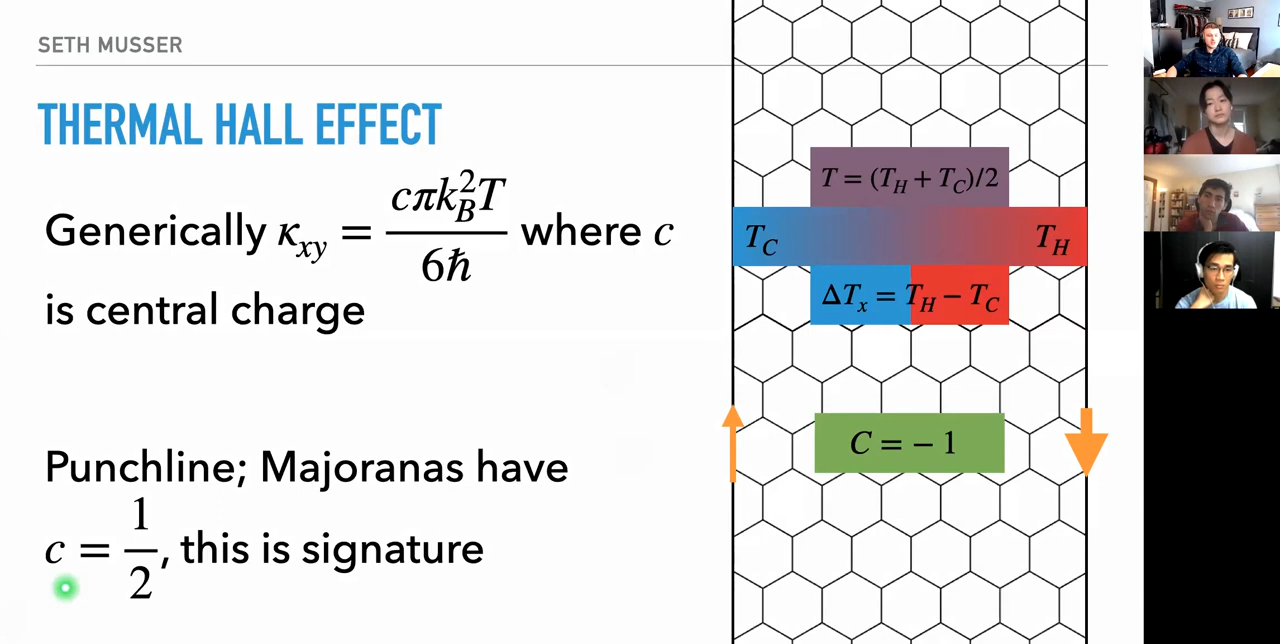 SETH MUSSER
THERMAL HALL EFFECT
Generically κ_xy = cπk_B^2T / 6ħ where c
is central charge
Punchline; Majoranas have
c = 1/2, this is signature
T = (T_H + T_C)/2
T_C T_H
ΔT_x = T_H − T_C
C = − 1